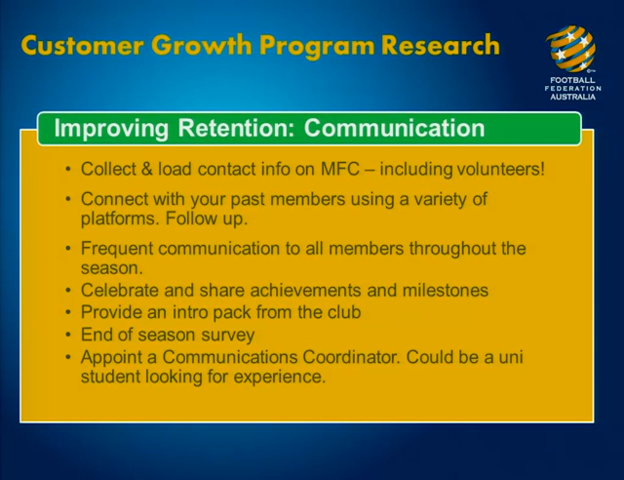 Customer Growth Program Research
FOOTBALL
FEDERATION
AUSTRALIA
Improving Retention: Communication
• Collect & load contact info on MFC – including volunteers!
• Connect with your past members using a variety of
platforms. Follow up.
• Frequent communication to all members throughout the
season.
• Celebrate and share achievements and milestones
• Provide an intro pack from the club
• End of season survey
• Appoint a Communications Coordinator. Could be a uni
student looking for experience.